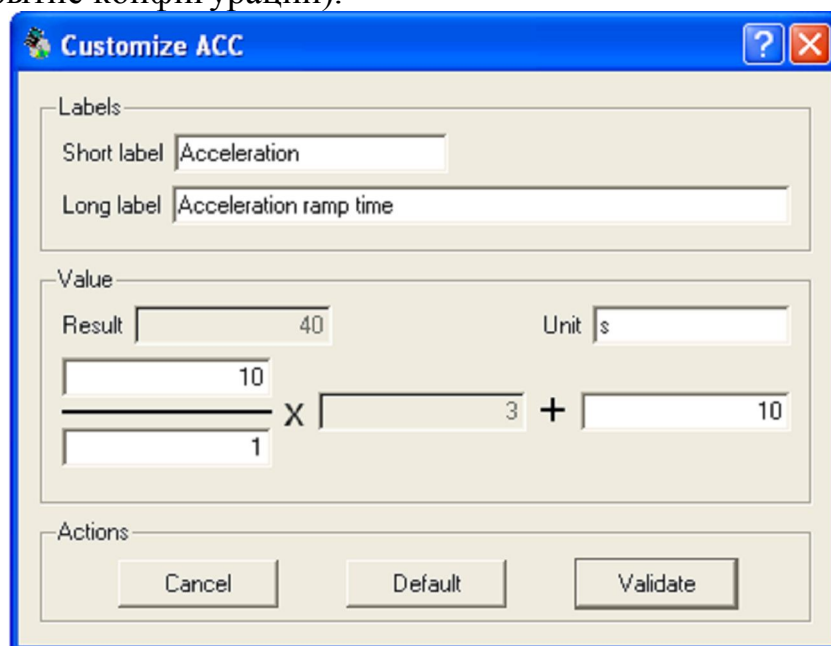 конфигурации).
Customize ACC
Labels
Short label Acceleration
Long label Acceleration ramp time
Value
Result 40 Unit s
10
X 3 + 10
1
Actions
Cancel Default Validate